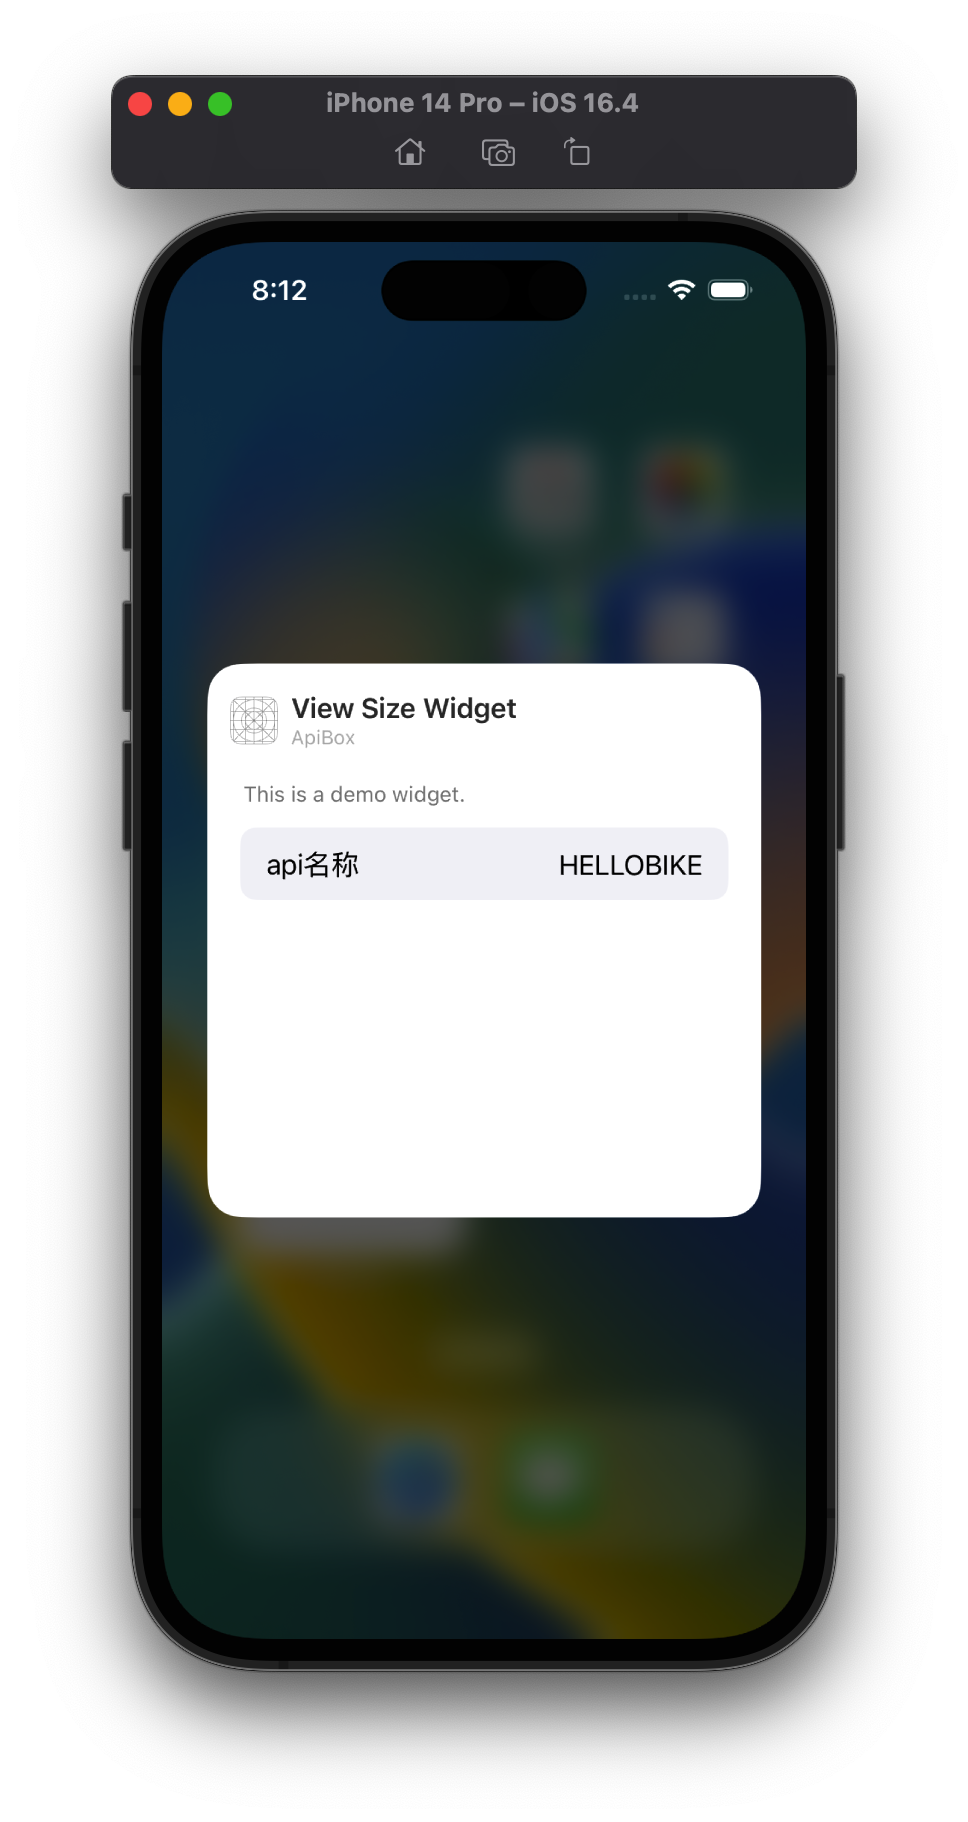 iPhone 14 Pro – iOS 16.4
8:12
View Size Widget
ApiBox
This is a demo widget.
api名称 HELLOBIKE